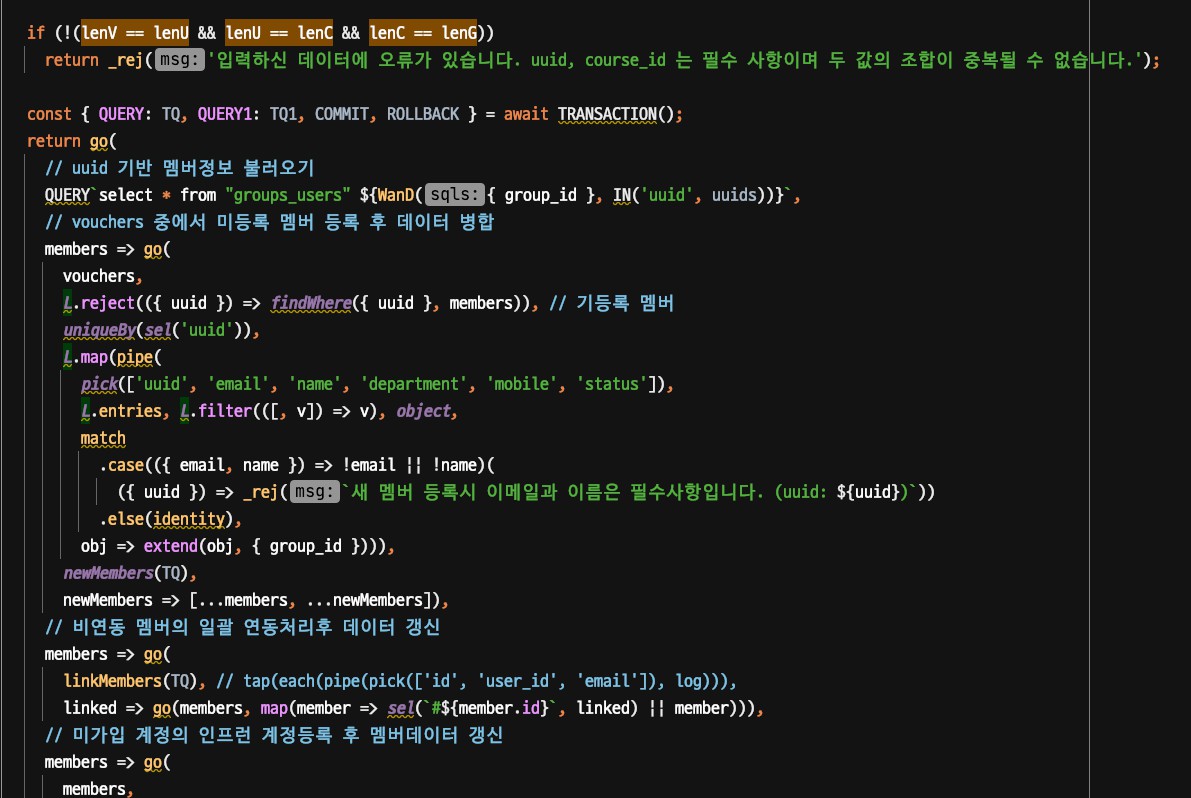 if (!(lenV == lenU && lenU == lenC && lenC == lenG))
  return _rej( msg: '입력하신 데이터에 오류가 있습니다. uuid, course_id 는 필수 사항이며 두 값의 조합이 중복될 수 없습니다.');
const { QUERY: TQ, QUERY1: TQ1, COMMIT, ROLLBACK } = await TRANSACTION();
return go(
  // uuid 기반 멤버정보 불러오기
  QUERY`select * from "groups_users" ${WanD( sqls: { group_id }, IN('uuid', uuids))}`,
  // vouchers 중에서 미등록 멤버 등록 후 데이터 병합
  members => go(
    vouchers,
    L.reject(({ uuid }) => findWhere({ uuid }, members)), // 기등록 멤버
    uniqueBy(sel('uuid')),
    L.map(pipe(
      pick(['uuid', 'email', 'name', 'department', 'mobile', 'status']),
      L.entries, L.filter(([, v]) => v), object,
      match
        .case(({ email, name }) => !email || !name)(
          ({ uuid }) => _rej( msg: `새 멤버 등록시 이메일과 이름은 필수사항입니다. (uuid: ${uuid})`))
        .else(identity),
      obj => extend(obj, { group_id }))),
    newMembers(TQ),
    newMembers => [...members, ...newMembers]),
  // 비연동 멤버의 일괄 연동처리후 데이터 갱신
  members => go(
    linkMembers(TQ), // tap(each(pipe(pick(['id', 'user_id', 'email']), log))),
    linked => go(members, map(member => sel(`#${member.id}`, linked) || member))),
  // 미가입 계정의 인프런 계정등록 후 멤버데이터 갱신
  members => go(
    members,